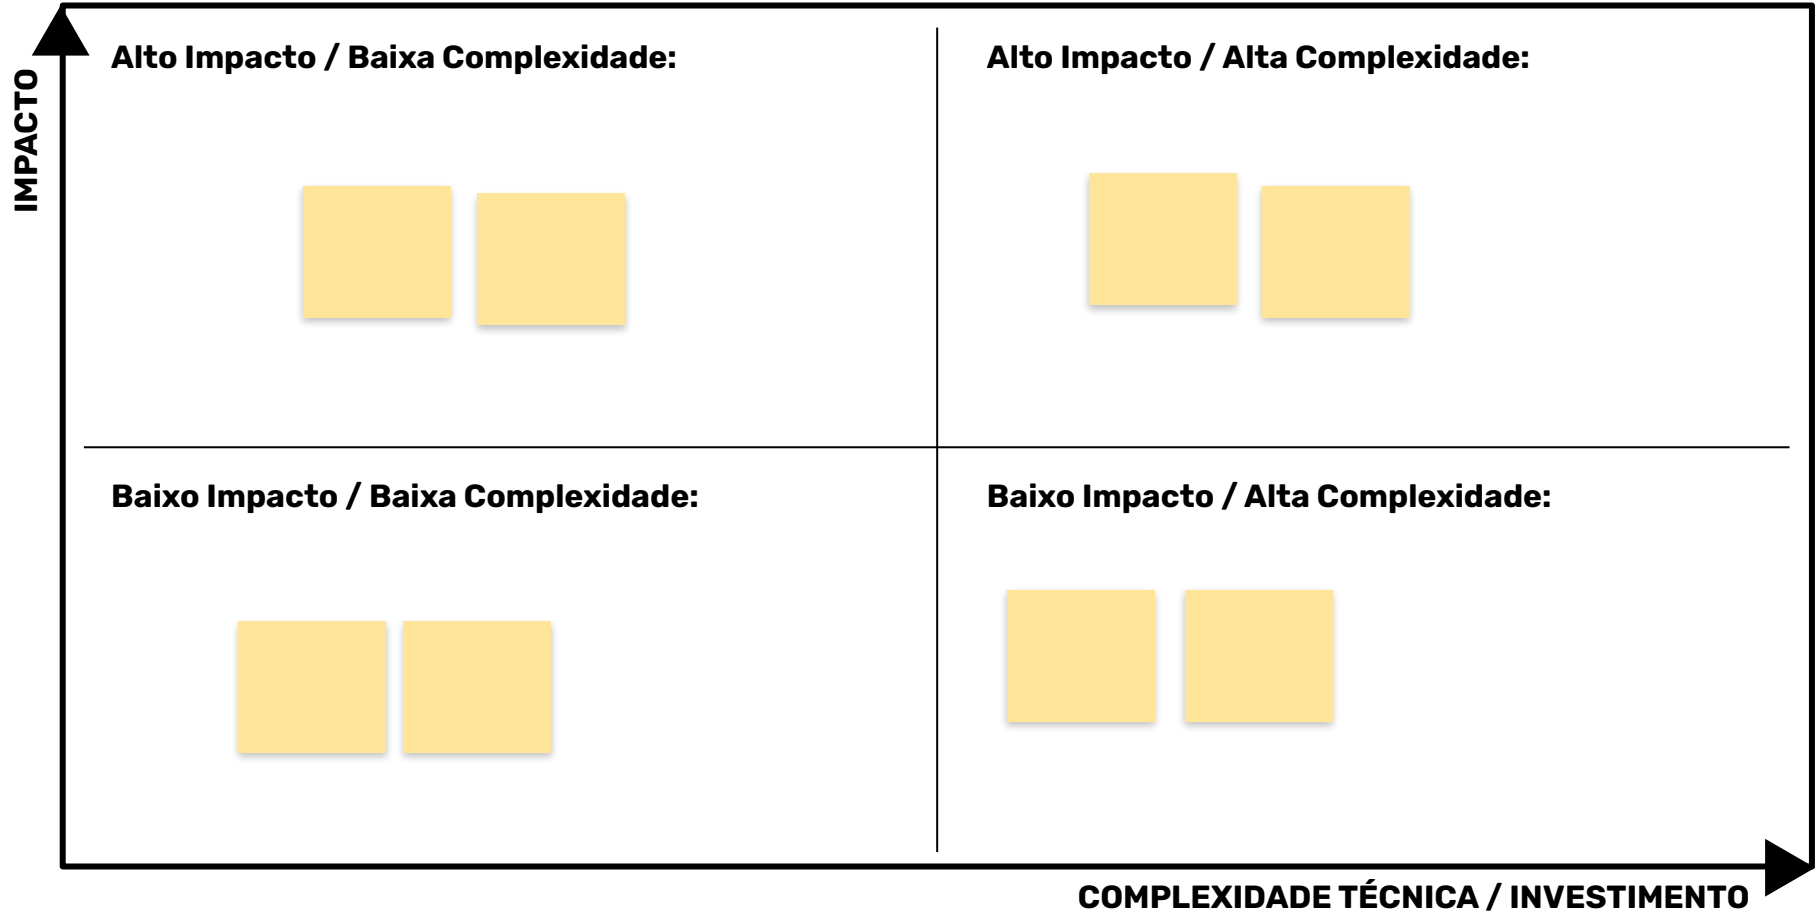 IMPACTO
Alto Impacto / Baixa Complexidade:
Alto Impacto / Alta Complexidade:
Baixo Impacto / Baixa Complexidade:
Baixo Impacto / Alta Complexidade:
COMPLEXIDADE TÉCNICA / INVESTIMENTO